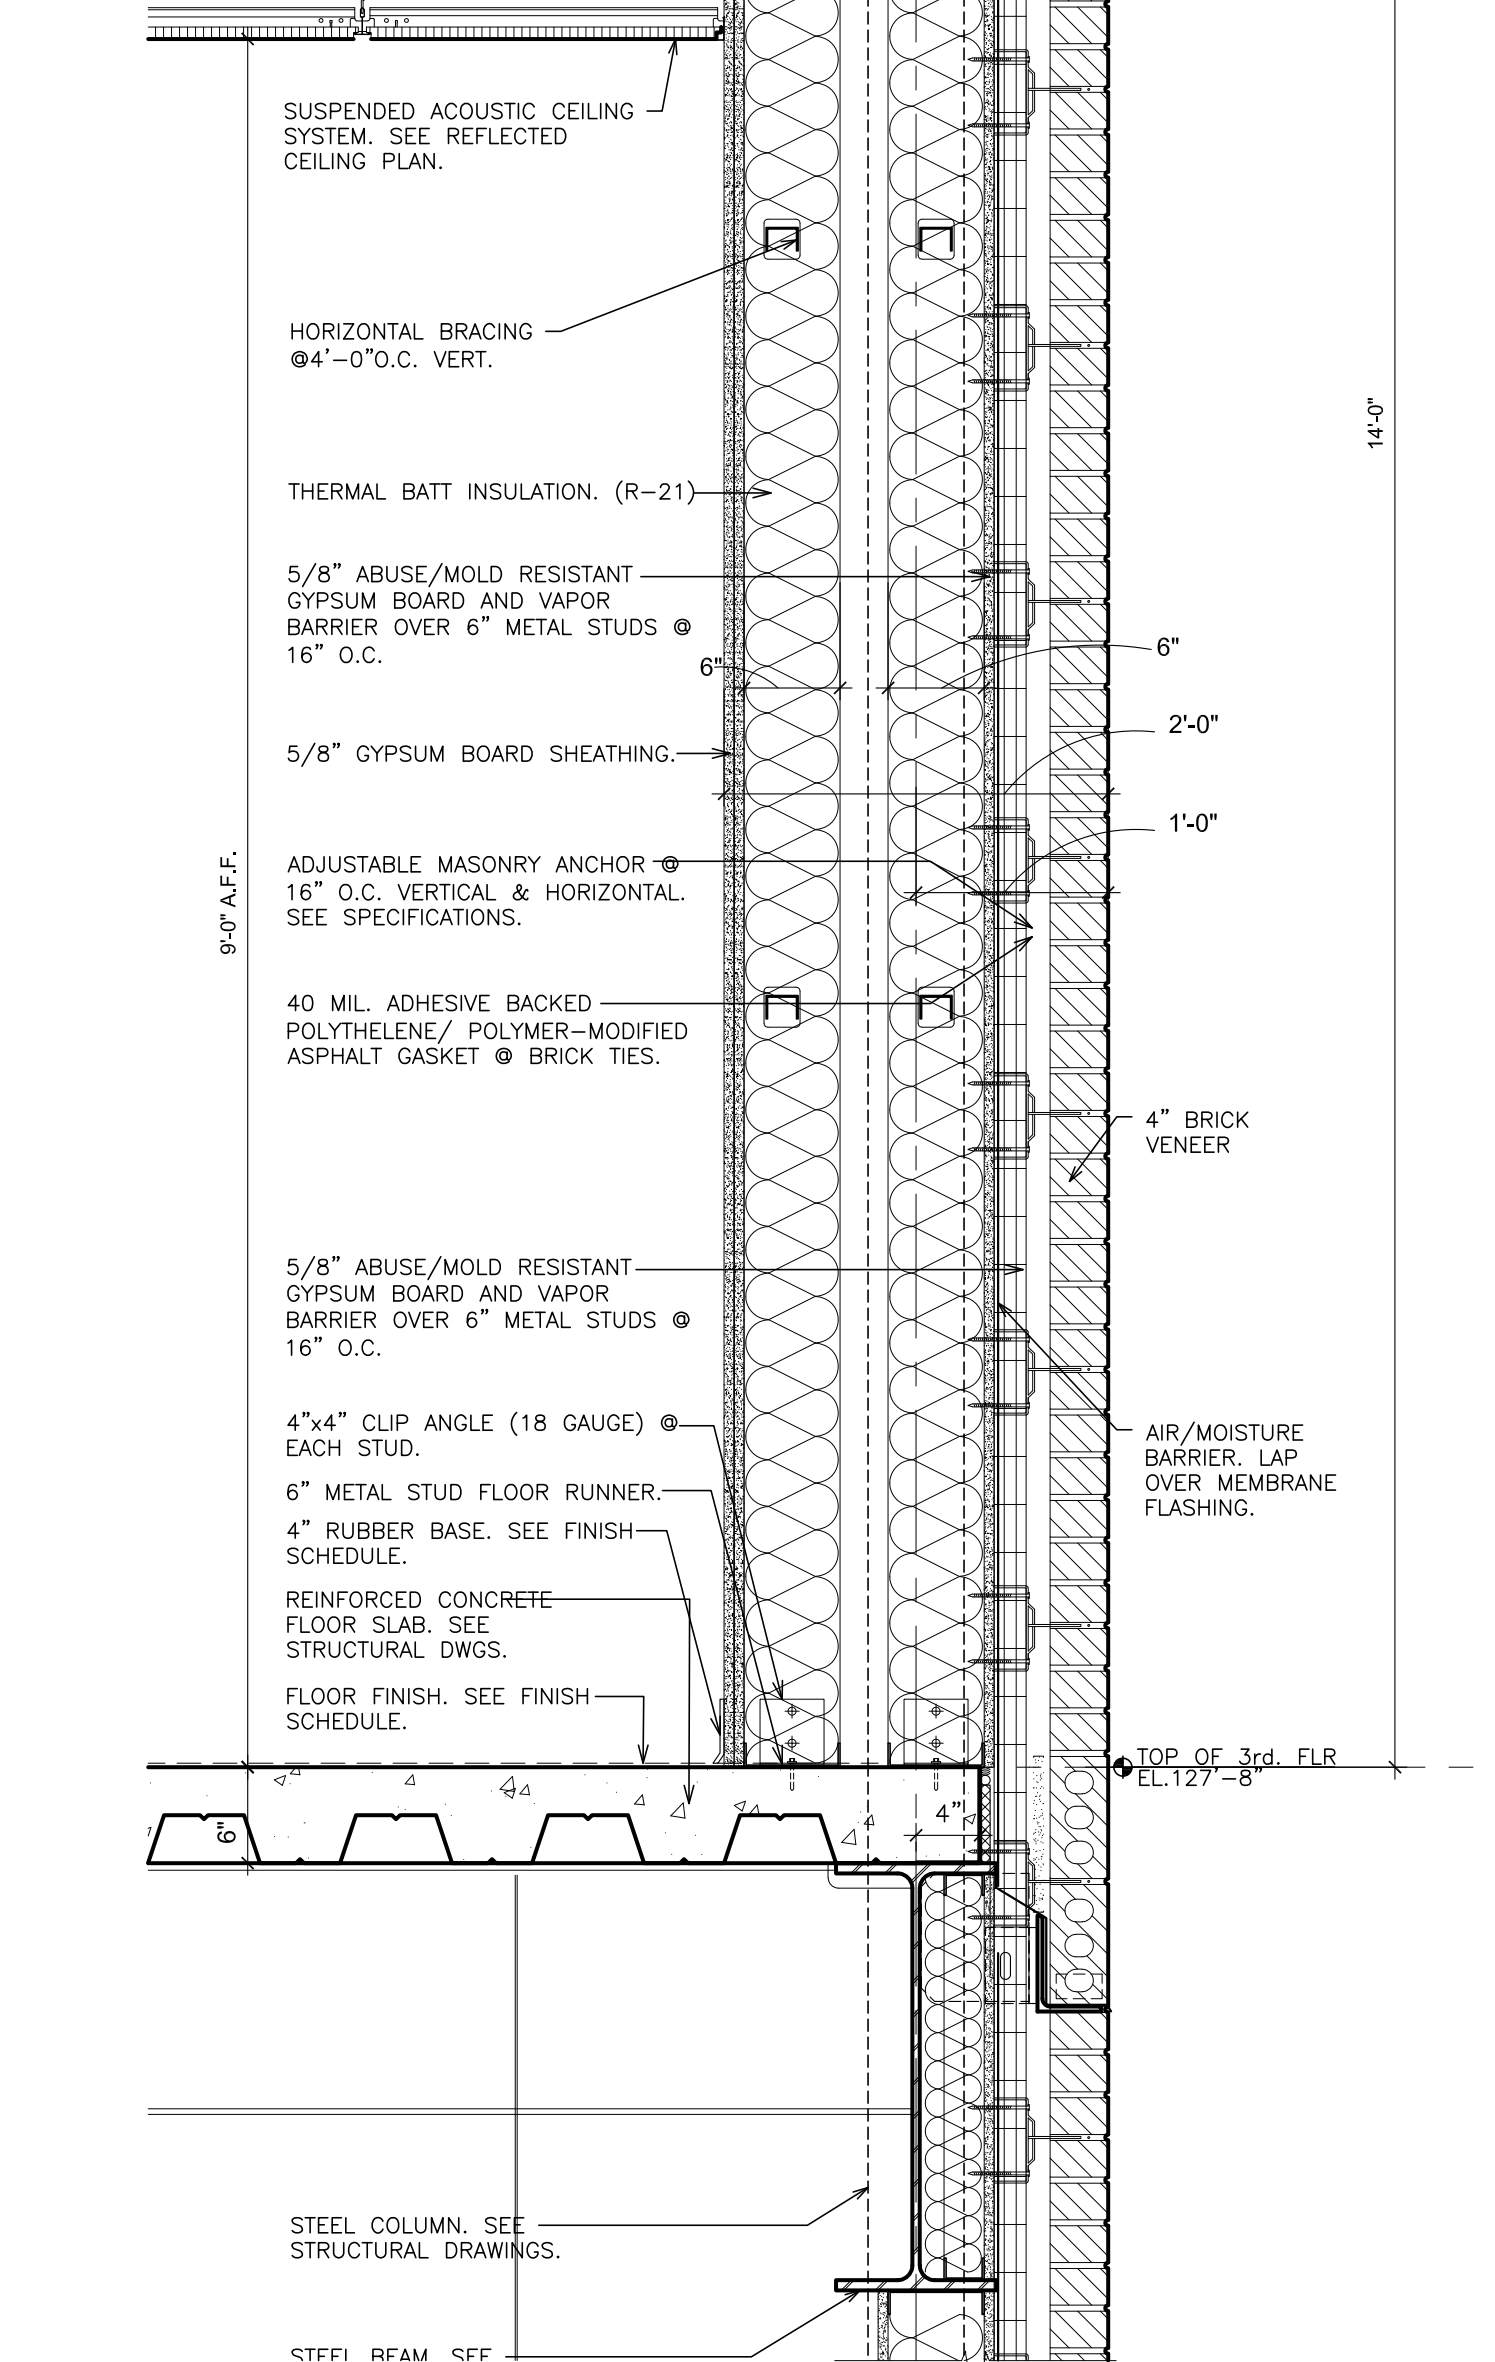 SUSPENDED ACOUSTIC CEILING
SYSTEM. SEE REFLECTED
CEILING PLAN.
HORIZONTAL BRACING
@4'-0"O.C. VERT.
14'-0"
THERMAL BATT INSULATION. (R-21)
5/8" ABUSE/MOLD RESISTANT
GYPSUM BOARD AND VAPOR
BARRIER OVER 6" METAL STUDS @
16" O.C.
6"
6"
2'-0"
5/8" GYPSUM BOARD SHEATHING.
1'-0"
9'-0" A.F.F.
ADJUSTABLE MASONRY ANCHOR @
16" O.C. VERTICAL & HORIZONTAL.
SEE SPECIFICATIONS.
40 MIL. ADHESIVE BACKED
POLYTHELENE/ POLYMER-MODIFIED
ASPHALT GASKET @ BRICK TIES.
4" BRICK
VENEER
5/8" ABUSE/MOLD RESISTANT
GYPSUM BOARD AND VAPOR
BARRIER OVER 6" METAL STUDS @
16" O.C.
4"x4" CLIP ANGLE (18 GAUGE) @
EACH STUD.
AIR/MOISTURE
BARRIER. LAP
OVER MEMBRANE
FLASHING.
6" METAL STUD FLOOR RUNNER.
4" RUBBER BASE. SEE FINISH
SCHEDULE.
REINFORCED CONCRETE
FLOOR SLAB. SEE
STRUCTURAL DWGS.
FLOOR FINISH. SEE FINISH
SCHEDULE.
TOP OF 3rd. FLR
EL.127'-8"
6"
4"
STEEL COLUMN. SEE
STRUCTURAL DRAWINGS.
STEEL BEAM. SEE